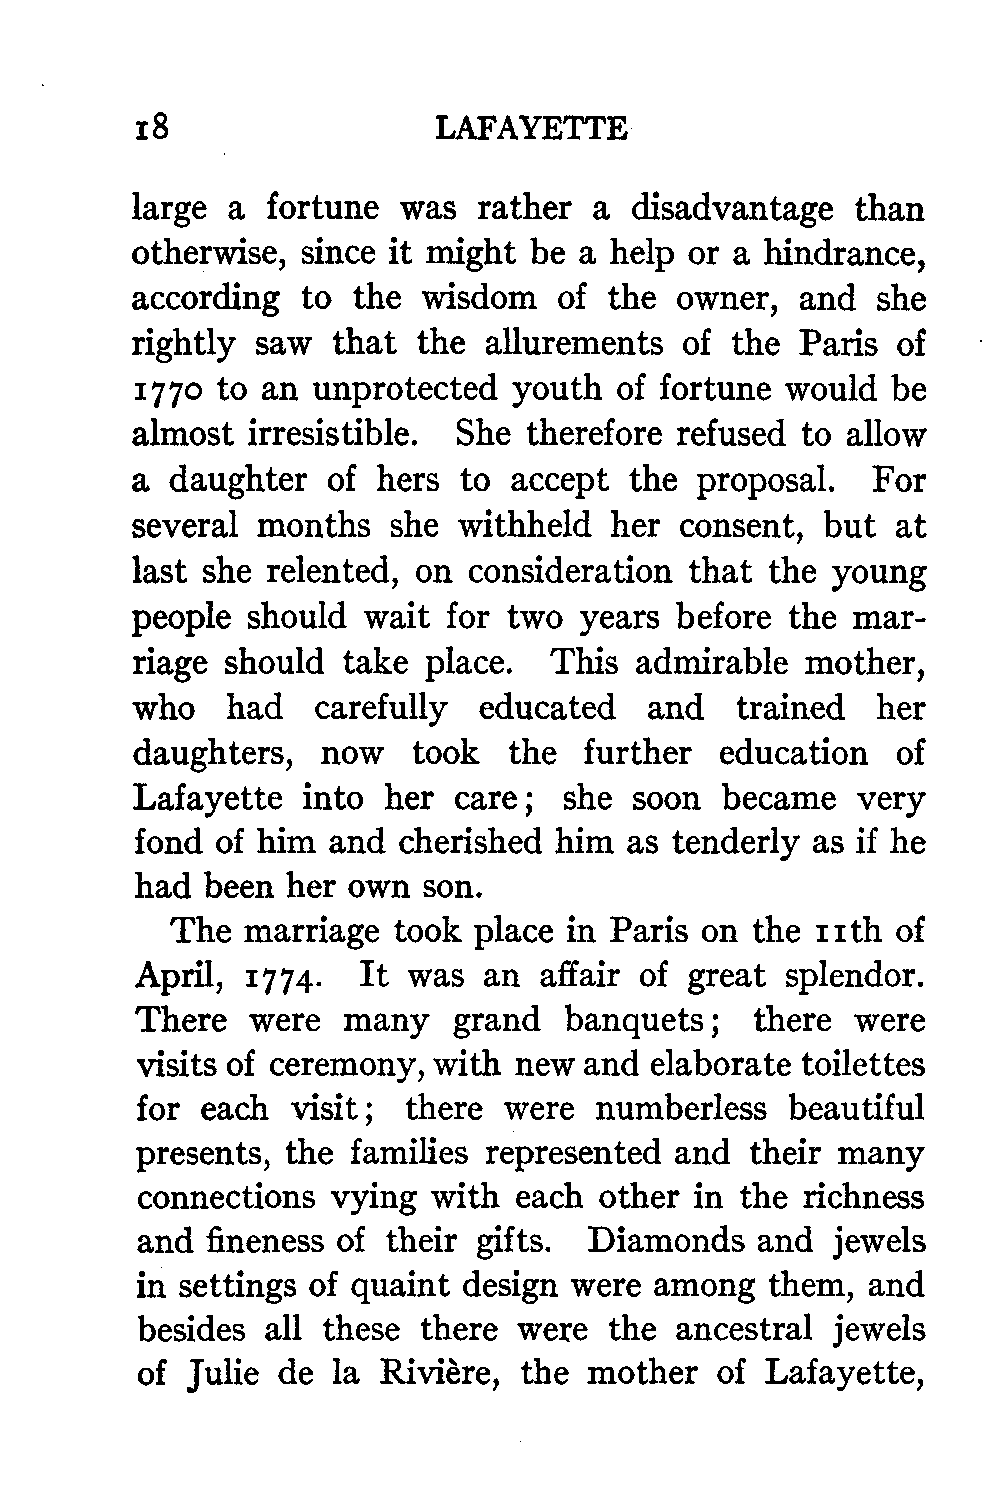 18 LAFAYETTE
large a fortune was rather a disadvantage than
otherwise, since it might be a help or a hindrance,
according to the wisdom of the owner, and she
rightly saw that the allurements of the Paris of
1770 to an unprotected youth of fortune would be
almost irresistible. She therefore refused to allow
a daughter of hers to accept the proposal. For
several months she withheld her consent, but at
last she relented, on consideration that the young
people should wait for two years before the mar-
riage should take place. This admirable mother,
who had carefully educated and trained her
daughters, now took the further education of
Lafayette into her care; she soon became very
fond of him and cherished him as tenderly as if he
had been her own son.
The marriage took place in Paris on the 11th of
April, 1774. It was an affair of great splendor.
There were many grand banquets; there were
visits of ceremony, with new and elaborate toilettes
for each visit; there were numberless beautiful
presents, the families represented and their many
connections vying with each other in the richness
and fineness of their gifts. Diamonds and jewels
in settings of quaint design were among them, and
besides all these there were the ancestral jewels
of Julie de la Rivière, the mother of Lafayette,